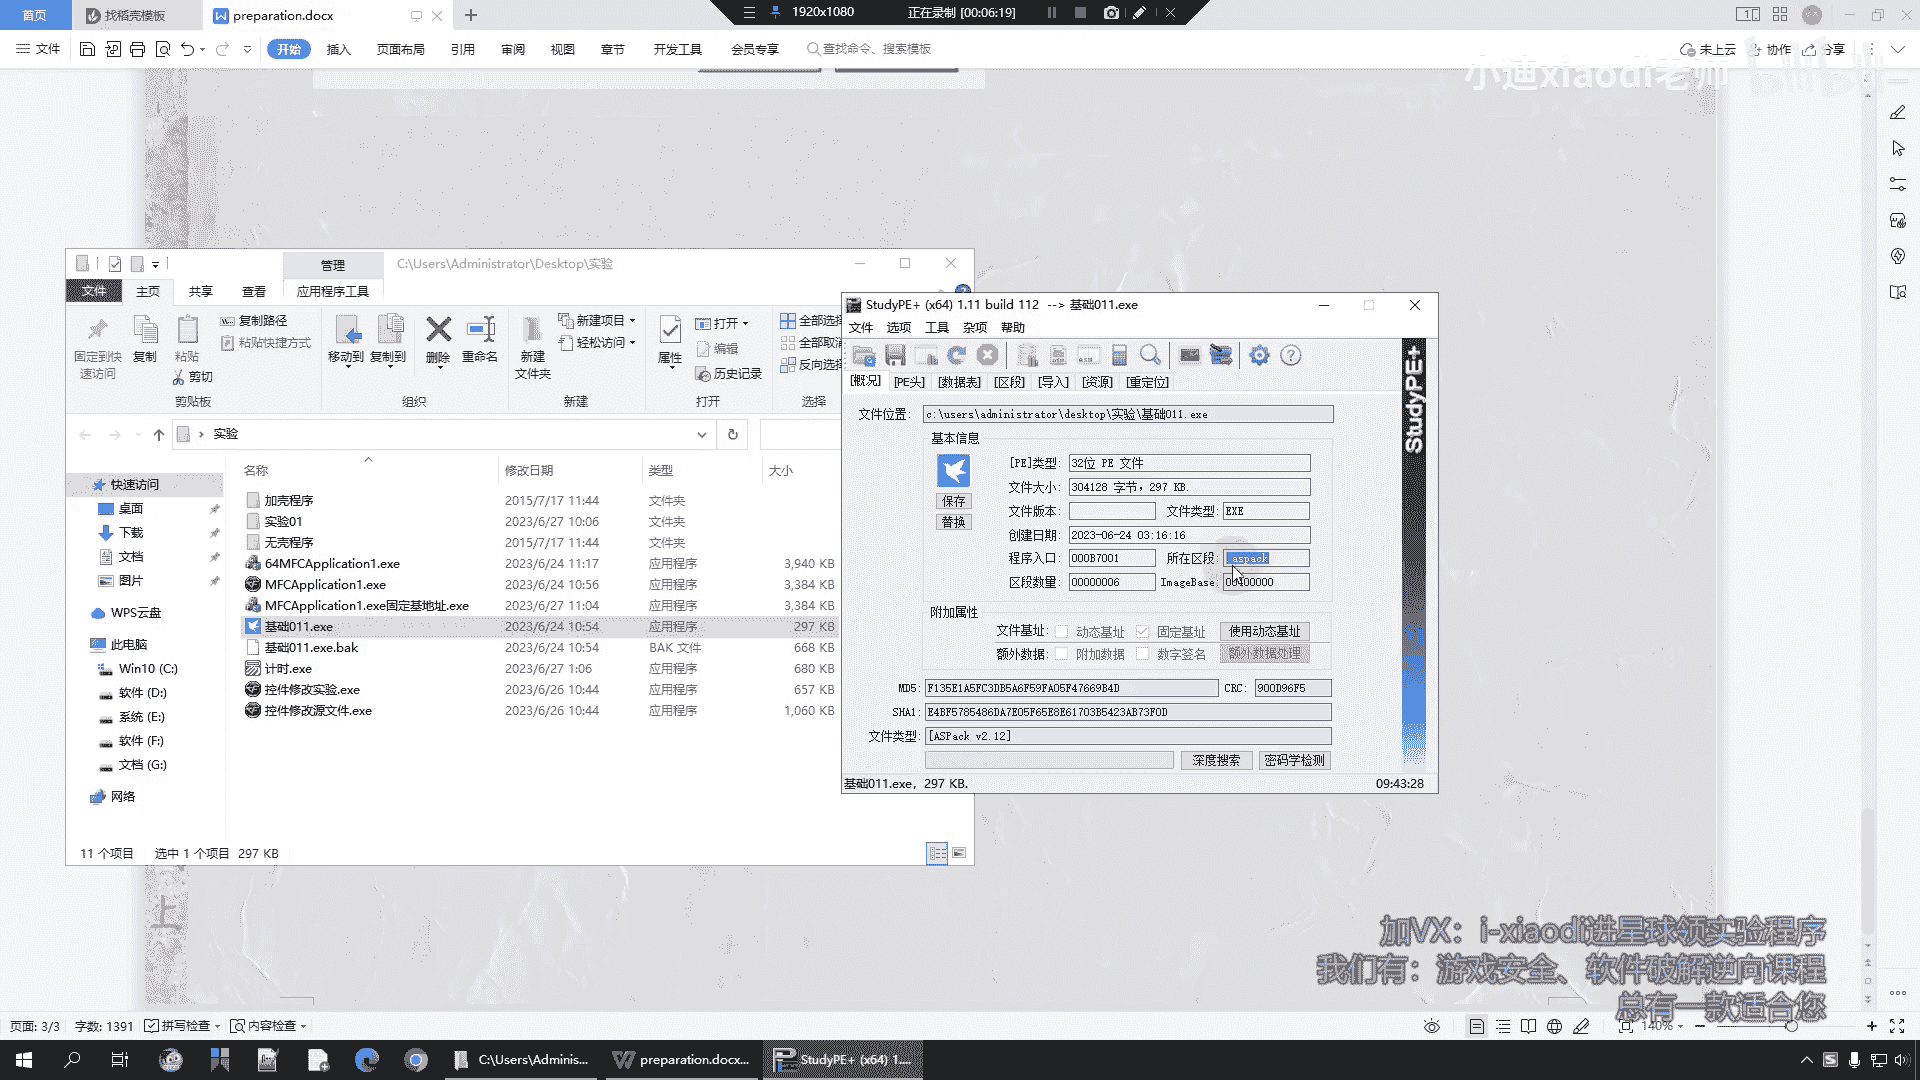 首页
找稻壳模板
preparation.docx
1920x1080
正在录制 [00:06:19]
文件
开始
插入
页面布局
引用
审阅
视图
章节
开发工具
会员专享
查找命令、搜索模板
未上云
协作
分享
小迪xiaodi老师
bilibili
管理
C:\Users\Administrator\Desktop\实验
文件
主页
共享
查看
应用程序工具
固定到快速访问
复制
粘贴
复制路径
粘贴快捷方式
剪切
剪贴板
移动到
复制到
删除
重命名
组织
新建文件夹
新建项目
轻松访问
新建
属性
打开
编辑
历史记录
打开
全部选择
全部取消
反向选择
选择
实验
名称
修改日期
类型
大小
快速访问
桌面
下载
文档
图片
WPS云盘
此电脑
Win10 (C:)
软件 (D:)
系统 (E:)
软件 (F:)
文档 (G:)
网络
加壳程序 2015/7/17 11:44 文件夹
实验01 2023/6/27 10:06 文件夹
无壳程序 2015/7/17 11:44 文件夹
64MFCApplication1.exe 2023/6/24 11:17 应用程序 3,940 KB
MFCApplication1.exe 2023/6/24 10:56 应用程序 3,384 KB
MFCApplication1.exe固定基地址.exe 2023/6/27 11:04 应用程序 3,384 KB
基础011.exe 2023/6/24 10:54 应用程序 297 KB
基础011.exe.bak 2023/6/24 10:54 BAK 文件 668 KB
计时.exe 2023/6/27 1:06 应用程序 680 KB
控件修改实验.exe 2023/6/26 10:44 应用程序 657 KB
控件修改源文件.exe 2023/6/26 10:44 应用程序 1,060 KB
11 个项目 选中 1 个项目 297 KB
StudyPE+ (x64) 1.11 build 112 --> 基础011.exe
文件 选项 工具 杂项 帮助
[概况] [PE头] [数据表] [区段] [导入] [资源] [重定位]
StudyPE+
文件位置: c:\users\administrator\desktop\实验\基础011.exe
基本信息
保存
替换
[PE]类型: 32位 PE 文件
文件大小: 304128 字节，297 KB.
文件版本: 文件类型: EXE
创建日期: 2023-06-24 03:16:16
程序入口: 000B7001 所在区段: .aspack
区段数量: 00000006 ImageBase: 00400000
附加属性
文件基址: 动态基址 固定基址 使用动态基址
额外数据: 附加数据 数字签名 额外数据处理
MD5: F135E1A5FC3DB5A6F59FA05F47669B4D CRC: 900D96F5
SHA1: E4BF5785486DA7E05F65E8E61703B5423AB73F0D
文件类型: [ASPack v2.12]
深度搜索 密码学检测
基础011.exe, 297 KB. 09:43:28
上
加VX：i-xiaodi进星球领实验程序
我们有：游戏安全、软件破解逆向课程
总有一款适合您
页面: 3/3 字数: 1391 拼写检查 内容检查
140%
C:\Users\Adminis...
preparation.docx...
StudyPE+ (x64) 1....